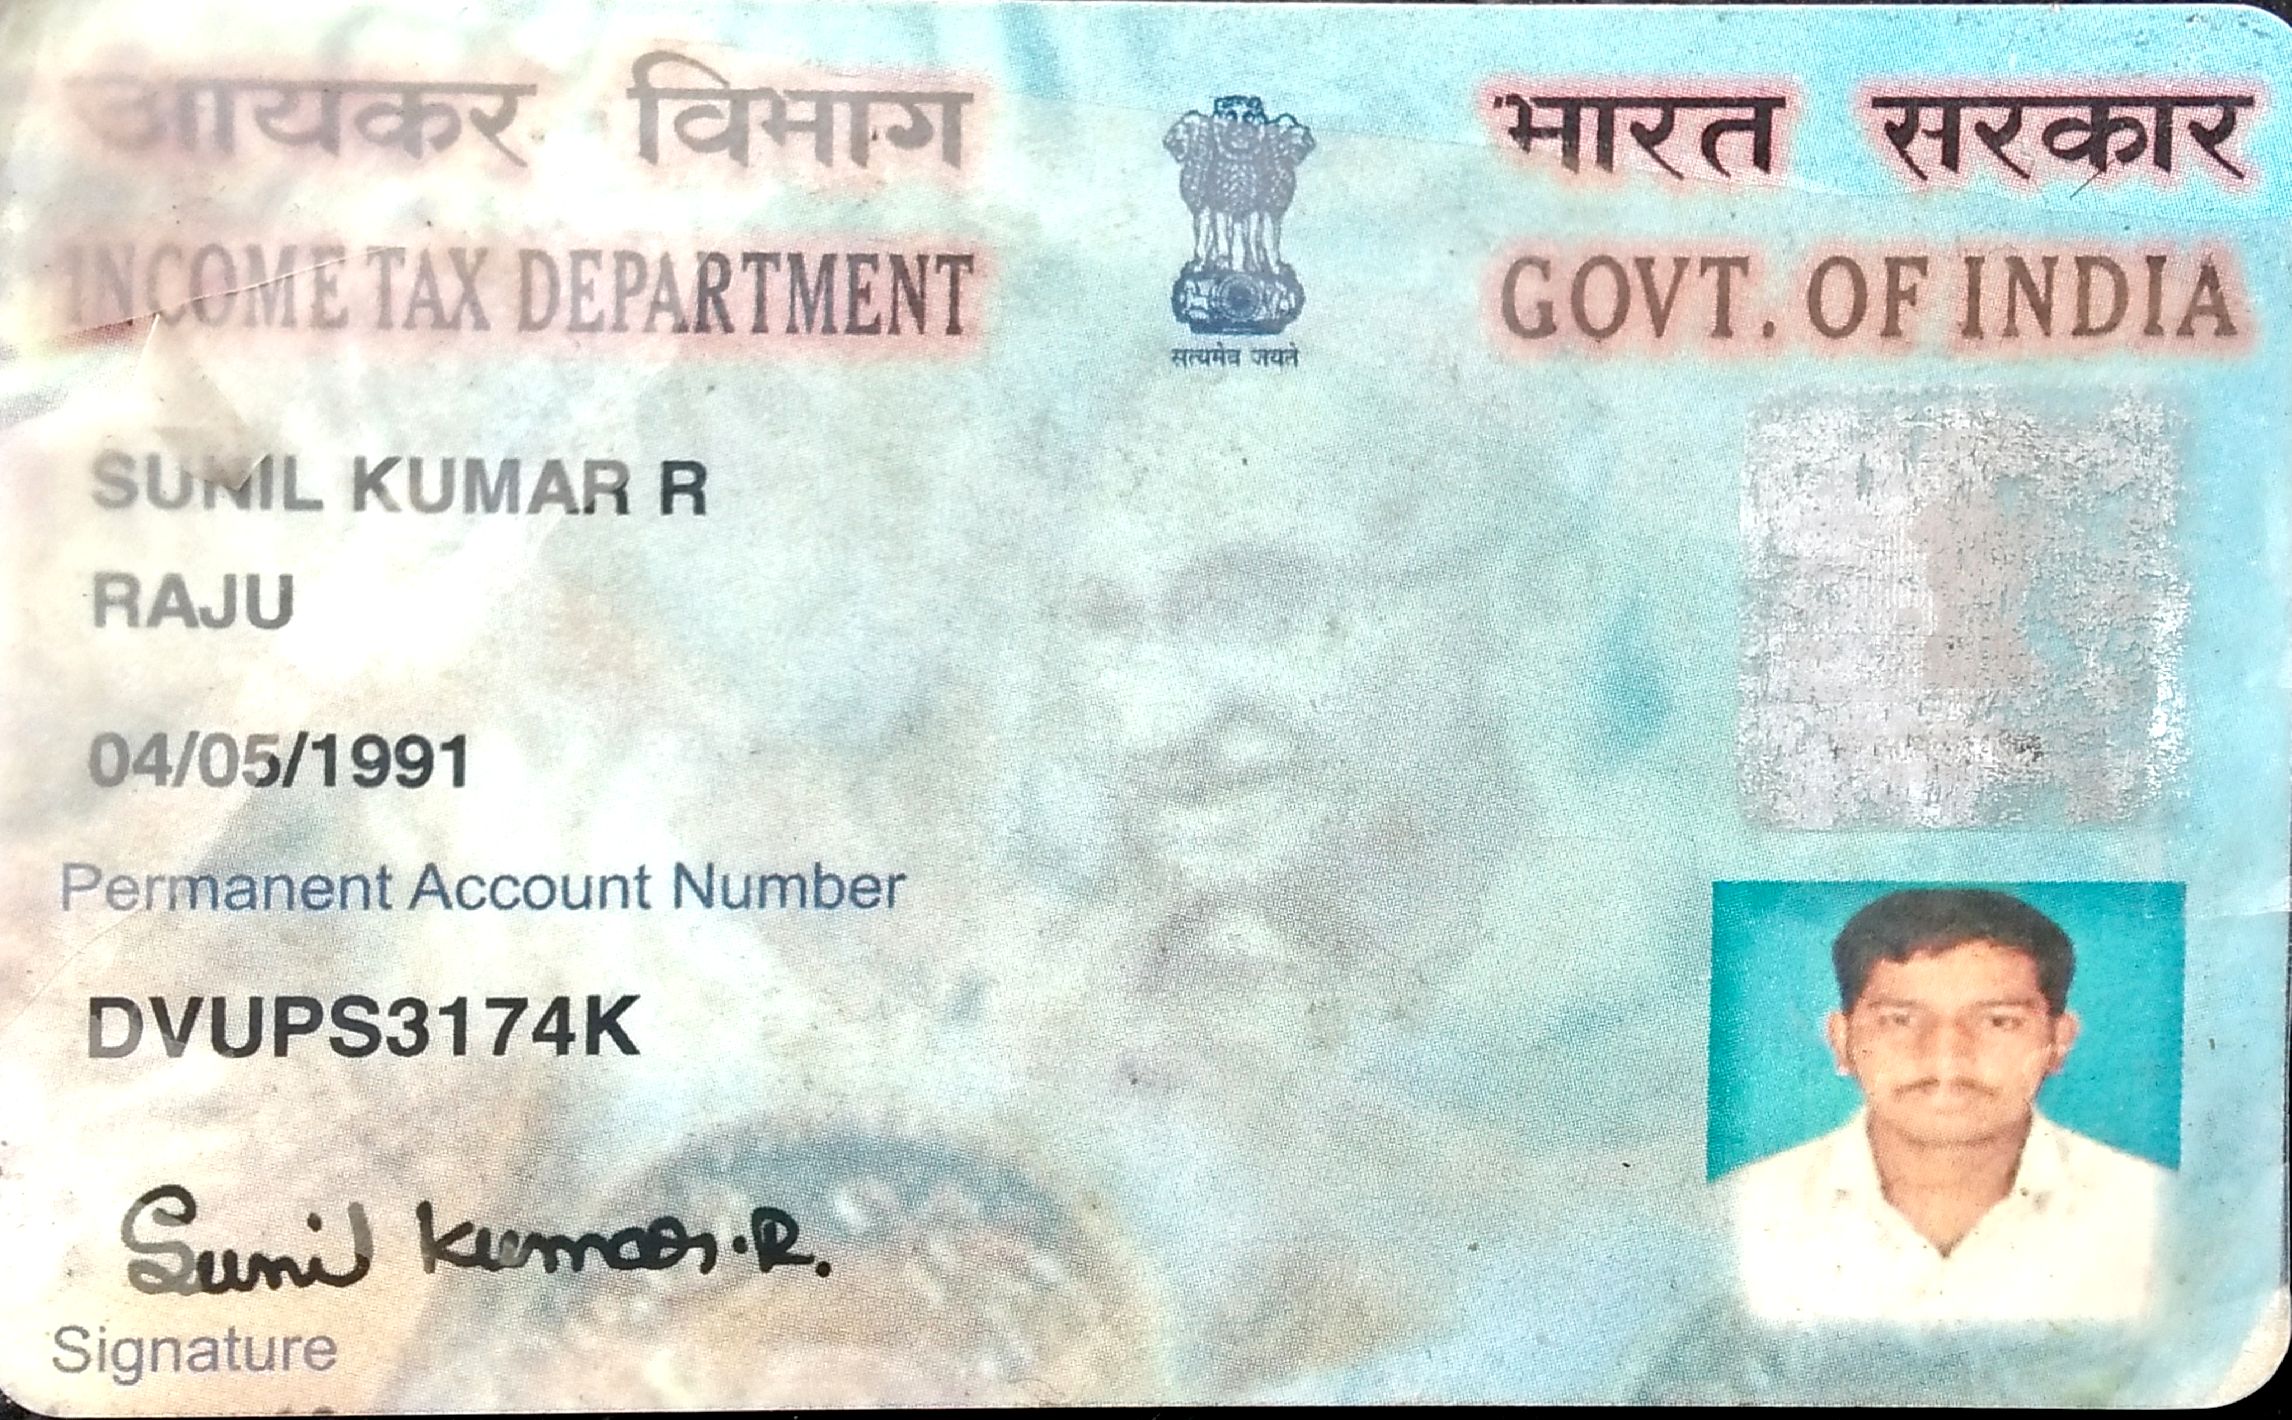 आयकर विभाग
INCOME TAX DEPARTMENT
सत्यमेव जयते
भारत सरकार
GOVT. OF INDIA
SUNIL KUMAR R
RAJU
04/05/1991
Permanent Account Number
DVUPS3174K
Sunil Kumar.R.
Signature